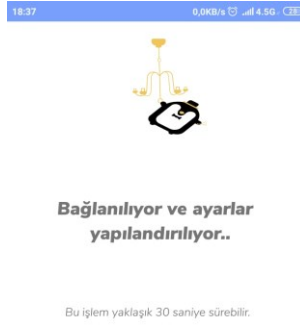 18:37 0,0KB/s 4.5G
Bağlanılıyor ve ayarlar
yapılandırılıyor..
Bu işlem yaklaşık 30 saniye sürebilir.